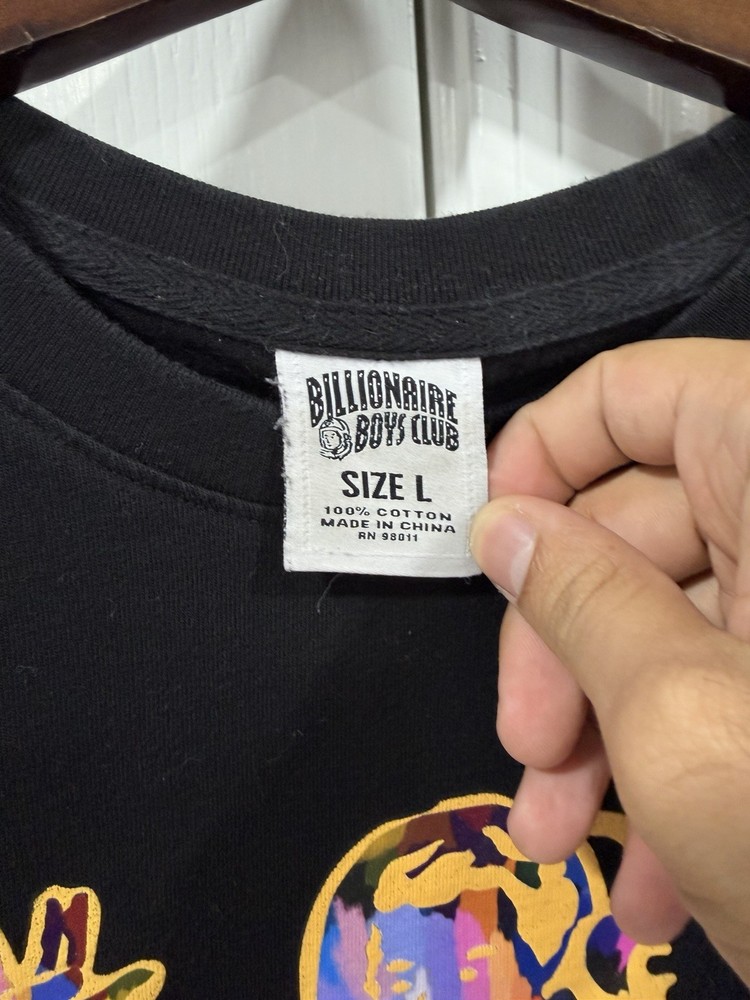 BILLIONAIRE
BOYS CLUB
SIZE L
100% COTTON
MADE IN CHINA
RN 98011